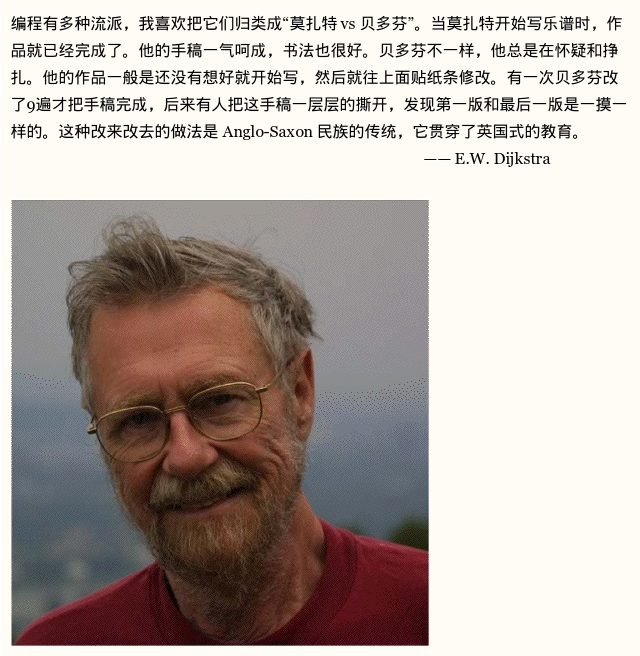 编程有多种流派，我喜欢把它们归类成“莫扎特 vs 贝多芬”。当莫扎特开始写乐谱时，作
品就已经完成了。他的手稿一气呵成，书法也很好。贝多芬不一样，他总是在怀疑和挣
扎。他的作品一般是还没有想好就开始写，然后就往上面贴纸条修改。有一次贝多芬改
了9遍才把手稿完成，后来有人把这手稿一层层的撕开，发现第一版和最后一版是一摸一
样的。这种改来改去的做法是 Anglo-Saxon 民族的传统，它贯穿了英国式的教育。
—— E.W. Dijkstra